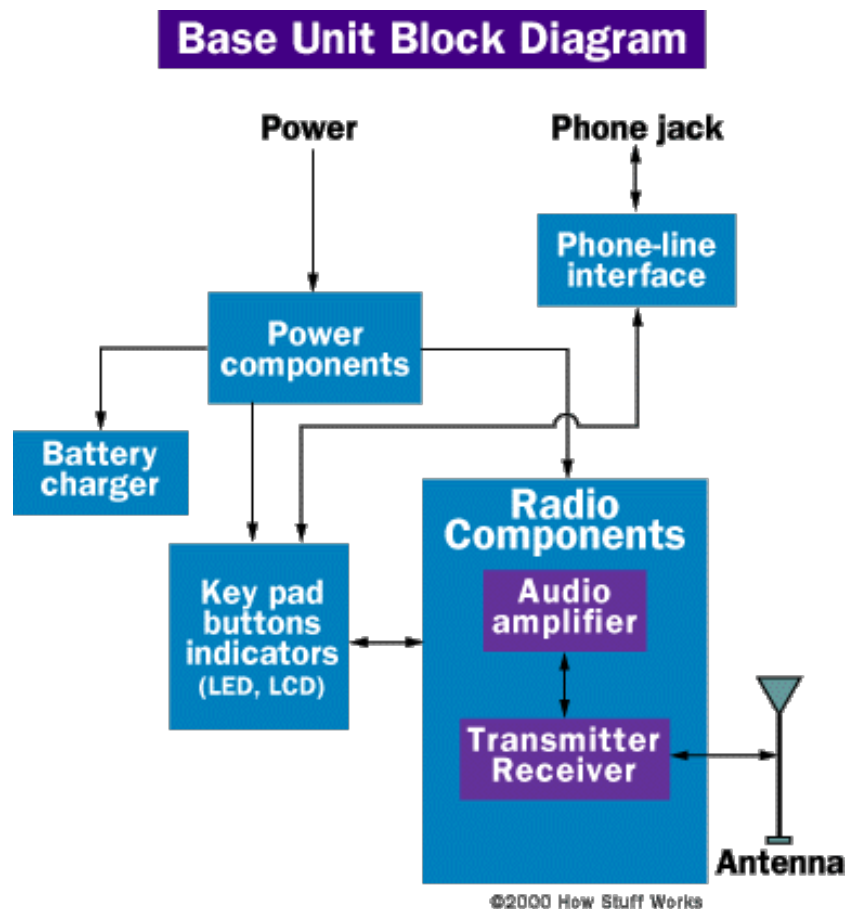 Base Unit Block Diagram
Power
Phone jack
Phone-line
interface
Power
components
Battery
charger
Radio
Components
Key pad
buttons
indicators
(LED, LCD)
Audio
amplifier
Transmitter
Receiver
Antenna
©2000 How Stuff Works